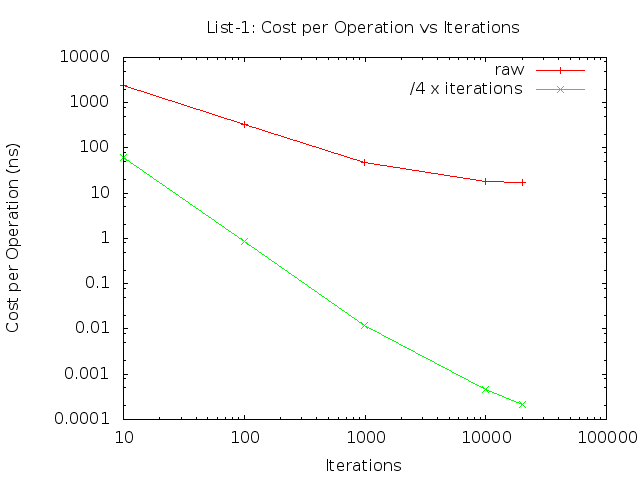 List-1: Cost per Operation vs Iterations
raw
/4 x iterations
Cost per Operation (ns)
10000
1000
100
10
1
0.1
0.01
0.001
0.0001
10 100 1000 10000 100000
Iterations